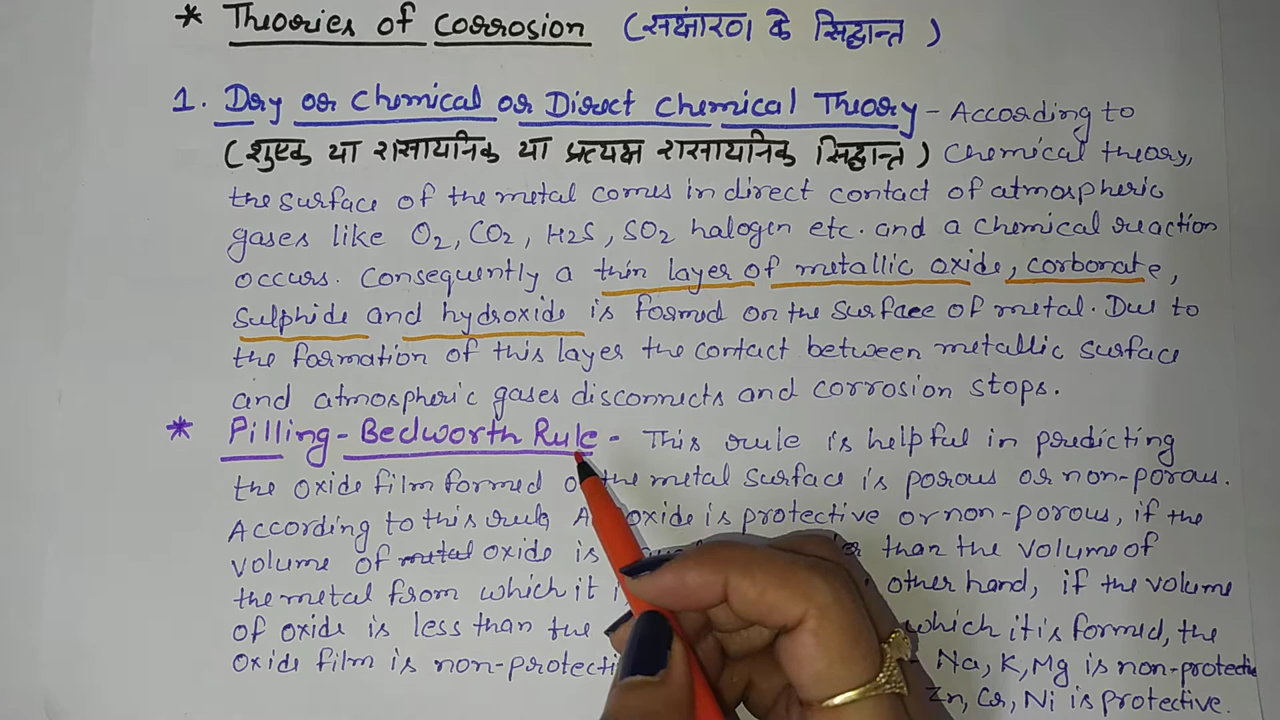 * Theories of Corrosion (संक्षारण के सिद्धान्त)
1. Dry or Chemical or Direct Chemical Theory - According to
(शुष्क या रासायनिक या प्रत्यक्ष रासायनिक सिद्धान्त) Chemical theory,
the surface of the metal comes in direct contact of atmospheric
gases like O2, CO2, H2S, SO2 halogen etc. and a chemical reaction
occurs. Consequently a thin layer of metallic oxide, corbonate,
sulphide and hydroxide is formed on the surface of metal. Due to
the formation of this layer the contact between metallic surface
and atmospheric gases disconnects and corrosion stops.
* Pilling-Bedworth Rule - This rule is helpful in predicting
the oxide film formed the metal surface is porous or non-porous.
According to this rule, oxide is protective or non-porous, if the
volume of oxide is than the volume of
the metal from which it other hand, if the volume
of oxide is less than the which it is formed, the
oxide film is Na, K, Mg is non-protective
Zn, Cr, Ni is protective.